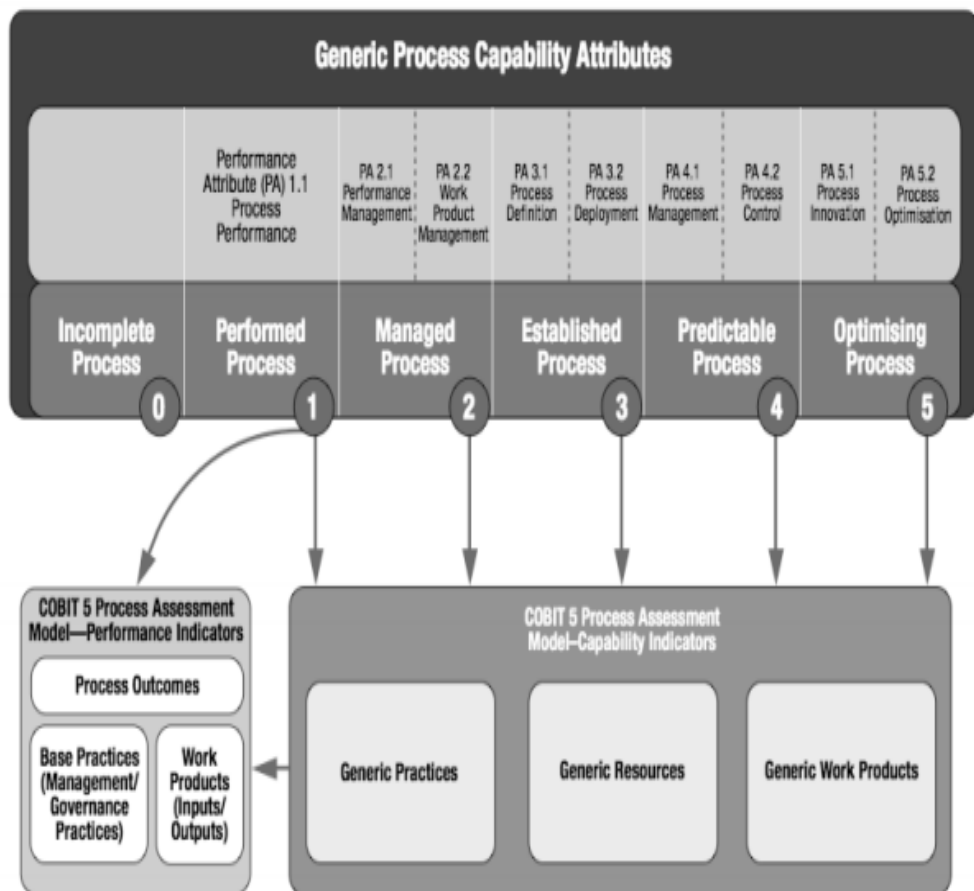 Generic Process Capability Attributes
Performance
Attribute (PA) 1.1
Process
Performance
PA 2.1
Performance
Management
PA 2.2
Work
Product
Management
PA 3.1
Process
Definition
PA 3.2
Process
Deployment
PA 4.1
Process
Management
PA 4.2
Process
Control
PA 5.1
Process
Innovation
PA 5.2
Process
Optimisation
Incomplete
Process
0
Performed
Process
1
Managed
Process
2
Established
Process
3
Predictable
Process
4
Optimising
Process
5
COBIT 5 Process Assessment
Model—Performance Indicators
Process Outcomes
Base Practices
(Management/
Governance
Practices)
Work
Products
(Inputs/
Outputs)
COBIT 5 Process Assessment
Model–Capability Indicators
Generic Practices
Generic Resources
Generic Work Products